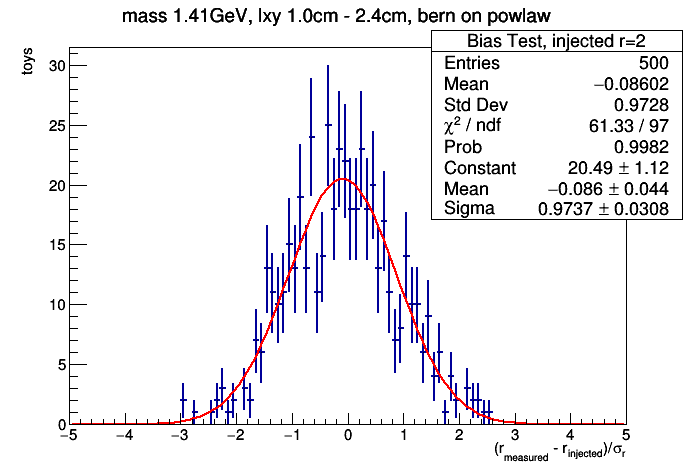 mass 1.41GeV, lxy 1.0cm - 2.4cm, bern on powlaw
toys
Bias Test, injected r=2
Entries 500
Mean −0.08602
Std Dev 0.9728
χ² / ndf 61.33 / 97
Prob 0.9982
Constant 20.49 ± 1.12
Mean −0.086 ± 0.044
Sigma 0.9737 ± 0.0308
30
25
20
15
10
5
0
−5 −4 −3 −2 −1 0 1 2 3 4 5
(r_measured - r_injected)/σ_r